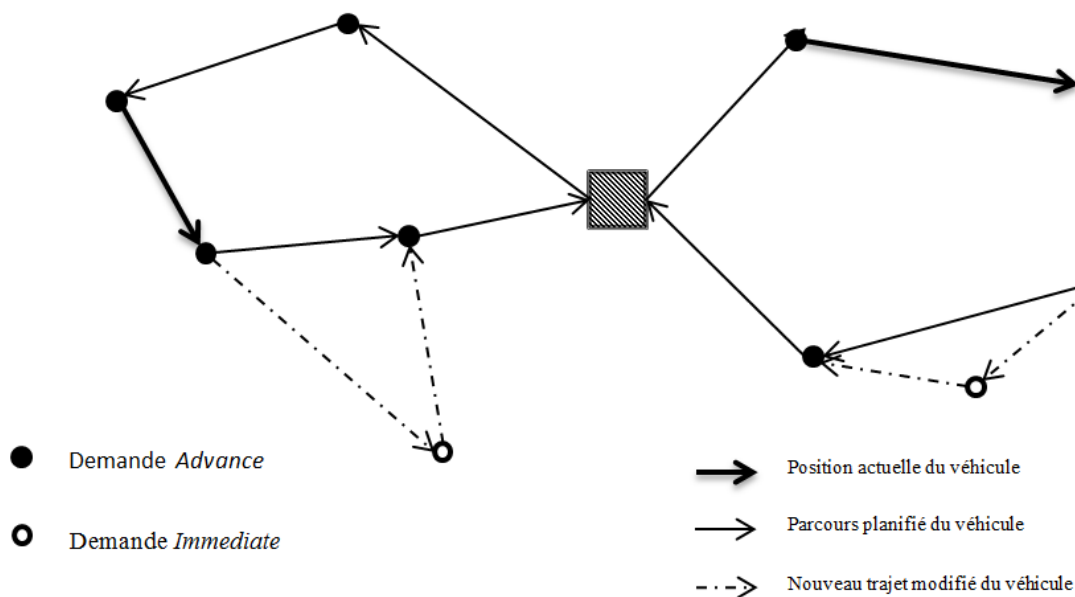 Demande Advance
Demande Immediate
Position actuelle du véhicule
Parcours planifié du véhicule
Nouveau trajet modifié du véhicule